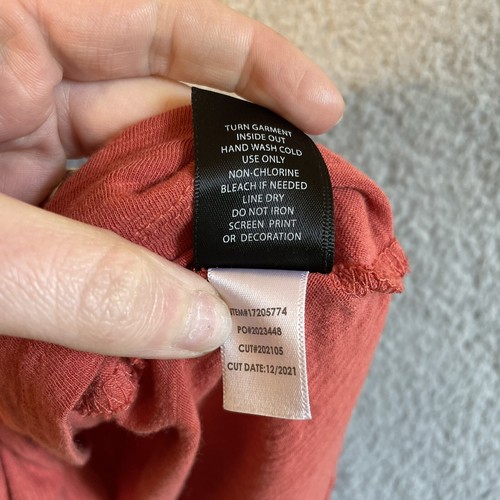 TURN GARMENT
INSIDE OUT
HAND WASH COLD
USE ONLY
NON-CHLORINE
BLEACH IF NEEDED
LINE DRY
DO NOT IRON
SCREEN PRINT
OR DECORATION
ITEM#17205774
PO#2023448
CUT#202105
CUT DATE:12/2021